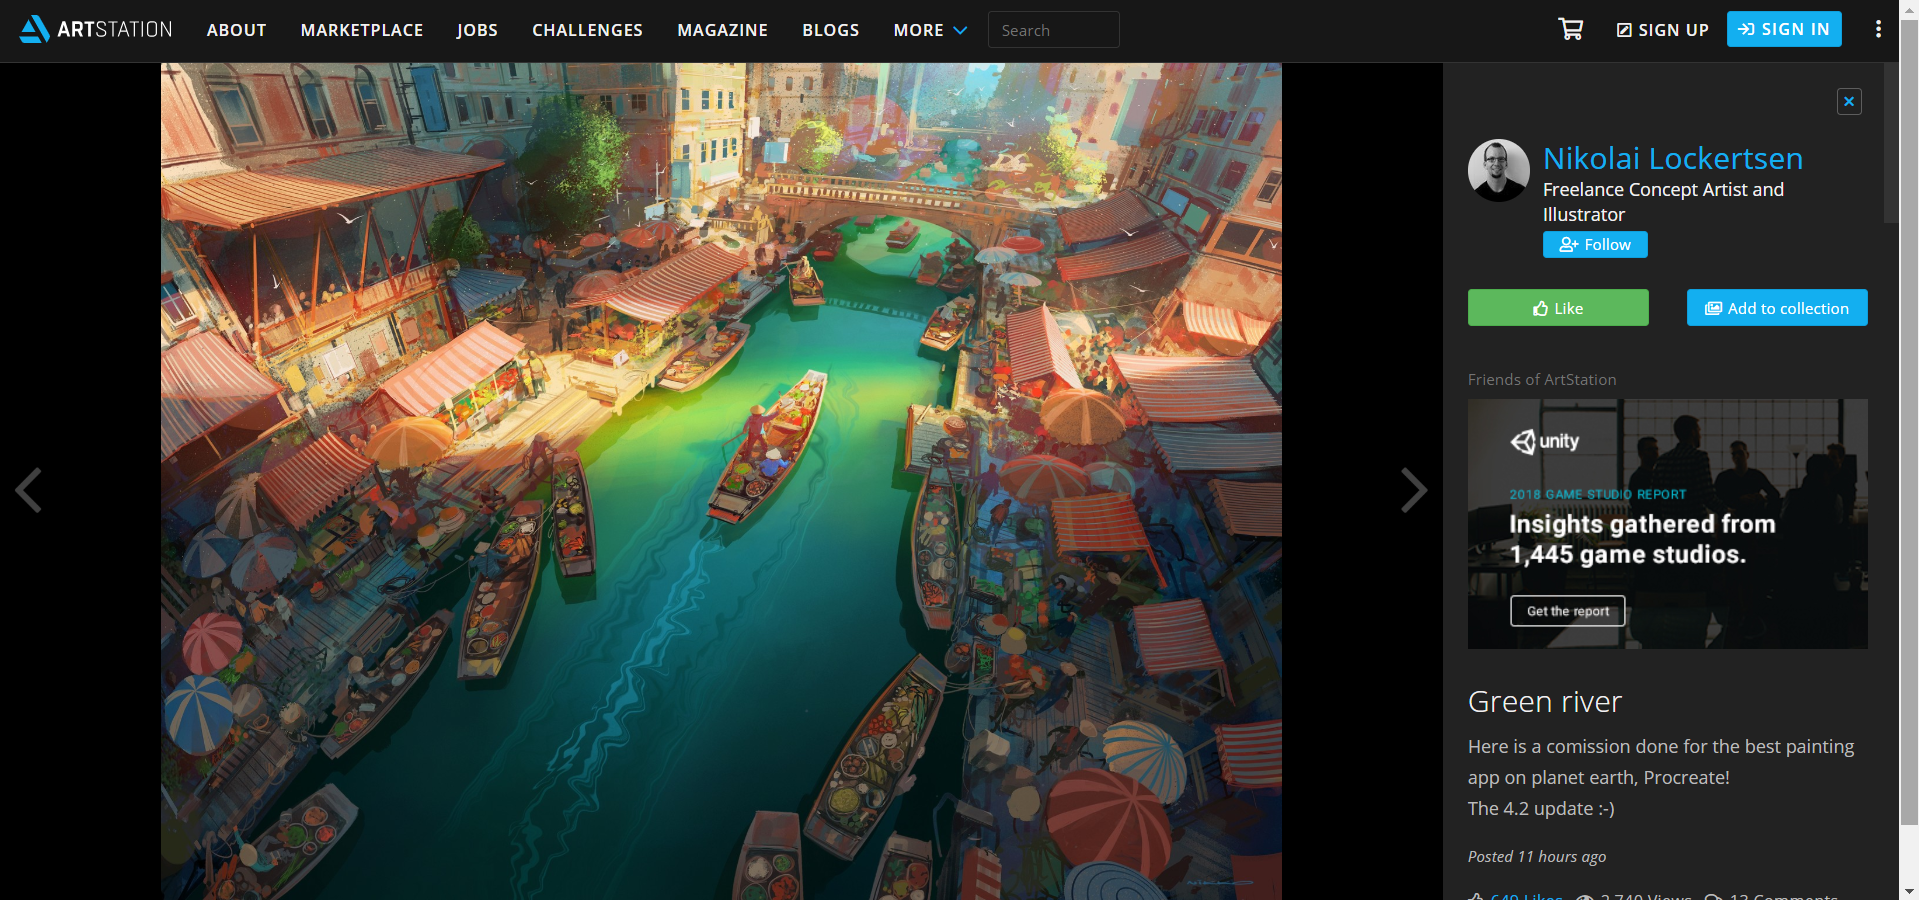 ARTSTATION ABOUT MARKETPLACE JOBS CHALLENGES MAGAZINE BLOGS MORE Search SIGN UP SIGN IN
Nikolai Lockertsen
Freelance Concept Artist and
Illustrator
Follow
Like Add to collection
Friends of ArtStation
unity
2018 GAME STUDIO REPORT
Insights gathered from
1,445 game studios.
Get the report
Green river
Here is a comission done for the best painting
app on planet earth, Procreate!
The 4.2 update :-)
Posted 11 hours ago